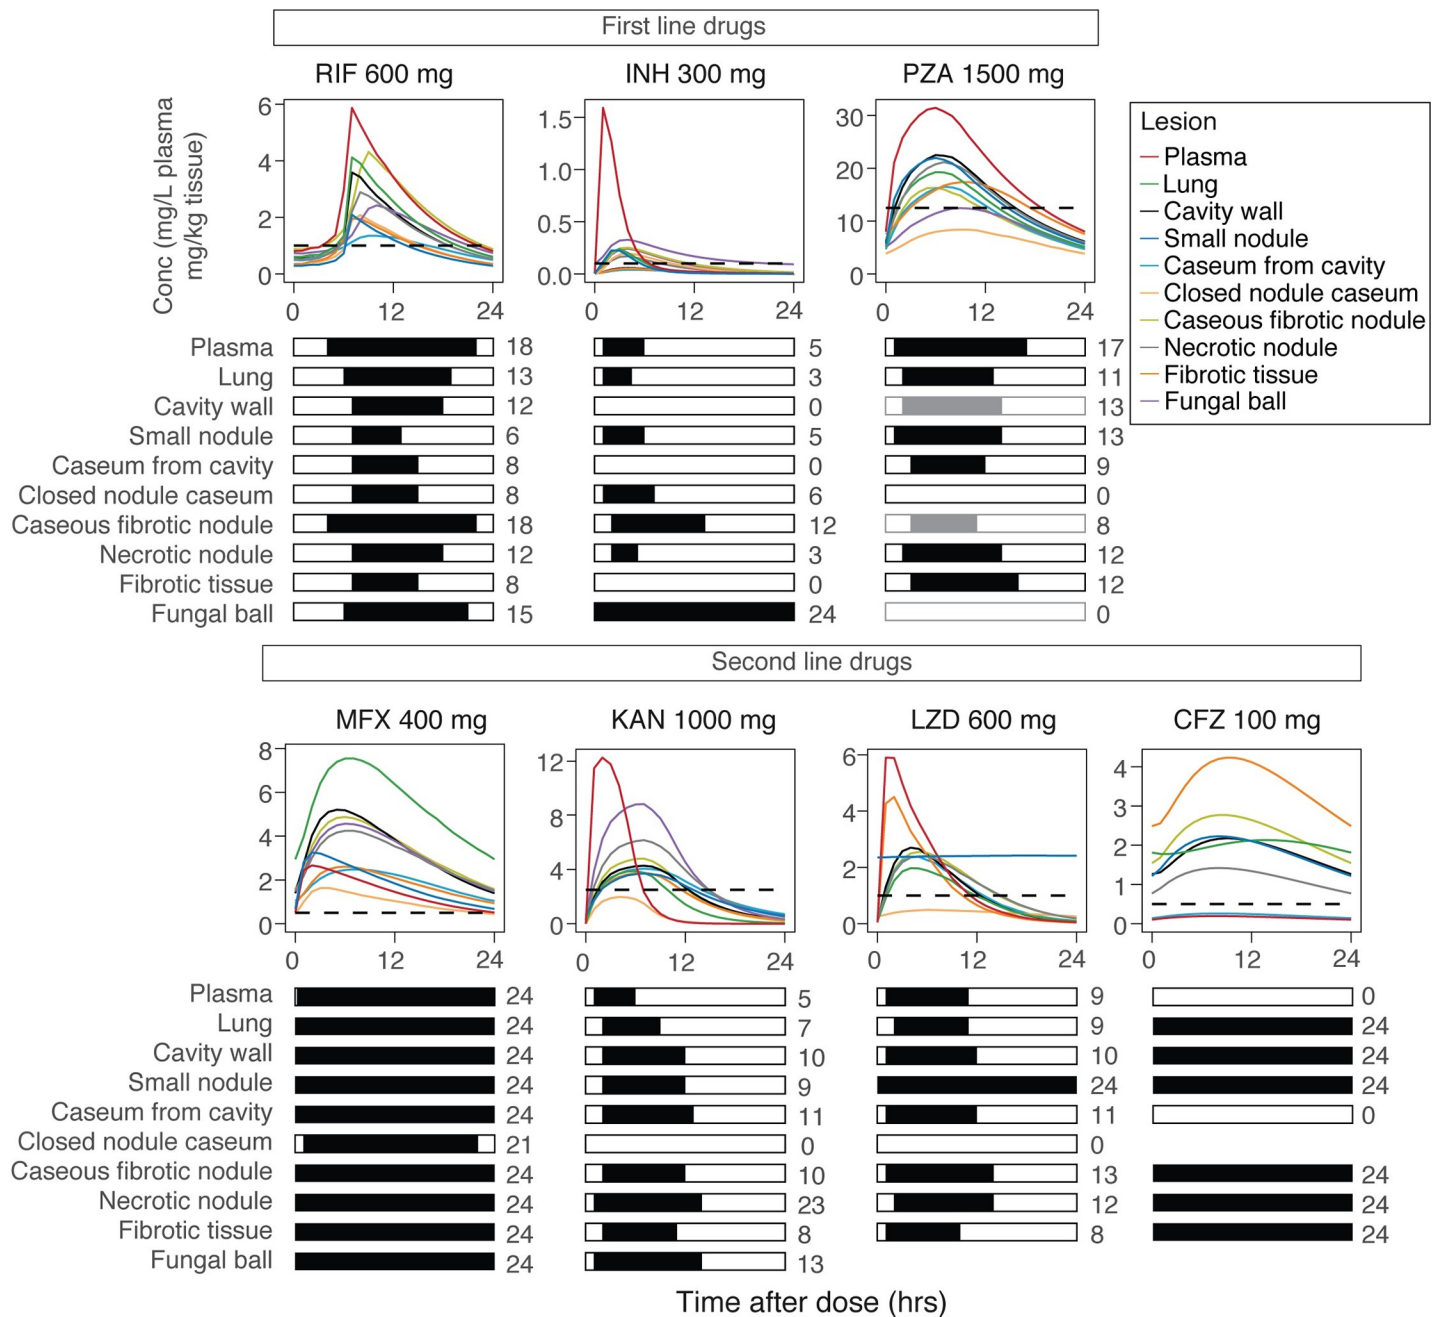 First line drugs
RIF 600 mg
INH 300 mg
PZA 1500 mg
Conc (mg/L plasma
mg/kg tissue)
6
4
2
0
0 12 24
1.5
1.0
0.5
0.0
0 12 24
30
20
10
0
0 12 24
Lesion
Plasma
Lung
Cavity wall
Small nodule
Caseum from cavity
Closed nodule caseum
Caseous fibrotic nodule
Necrotic nodule
Fibrotic tissue
Fungal ball
Plasma 18 5 17
Lung 13 3 11
Cavity wall 12 0 13
Small nodule 6 5 13
Caseum from cavity 8 0 9
Closed nodule caseum 8 6 0
Caseous fibrotic nodule 18 12 8
Necrotic nodule 12 3 12
Fibrotic tissue 8 0 12
Fungal ball 15 24 0
Second line drugs
MFX 400 mg
KAN 1000 mg
LZD 600 mg
CFZ 100 mg
8
6
4
2
0
0 12 24
12
8
4
0
0 12 24
6
4
2
0
0 12 24
4
3
2
1
0
0 12 24
Plasma 24 5 9 0
Lung 24 7 9 24
Cavity wall 24 10 10 24
Small nodule 24 9 24 24
Caseum from cavity 24 11 11 0
Closed nodule caseum 21 0 0
Caseous fibrotic nodule 24 10 13 24
Necrotic nodule 24 23 12 24
Fibrotic tissue 24 8 8 24
Fungal ball 24 13
Time after dose (hrs)